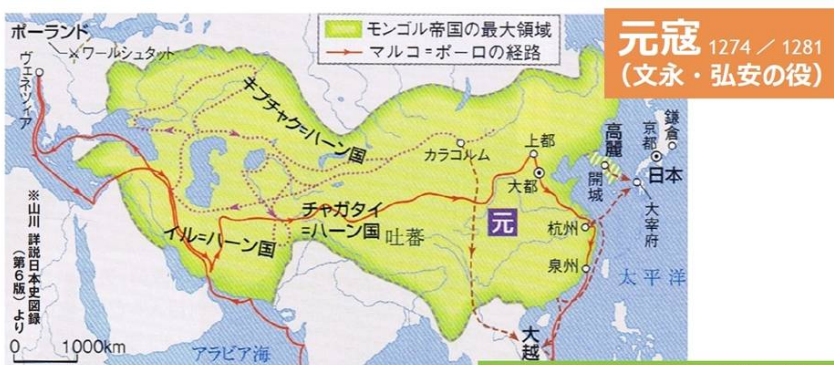 モンゴル帝国の最大領域
マルコ=ポーロの経路
元寇 1274 / 1281
(文永・弘安の役)
ポーランド
ワールシュタット
ヴェネツィア
キプチャク=ハーン国
カラコルム
上都
大都
高麗
開城
京都
鎌倉
日本
大宰府
チャガタイ
=ハーン国
イル=ハーン国
吐蕃
元
杭州
泉州
太平洋
大越
アラビア海
※山川 詳説日本史図録
(第6版)より
0 1000km